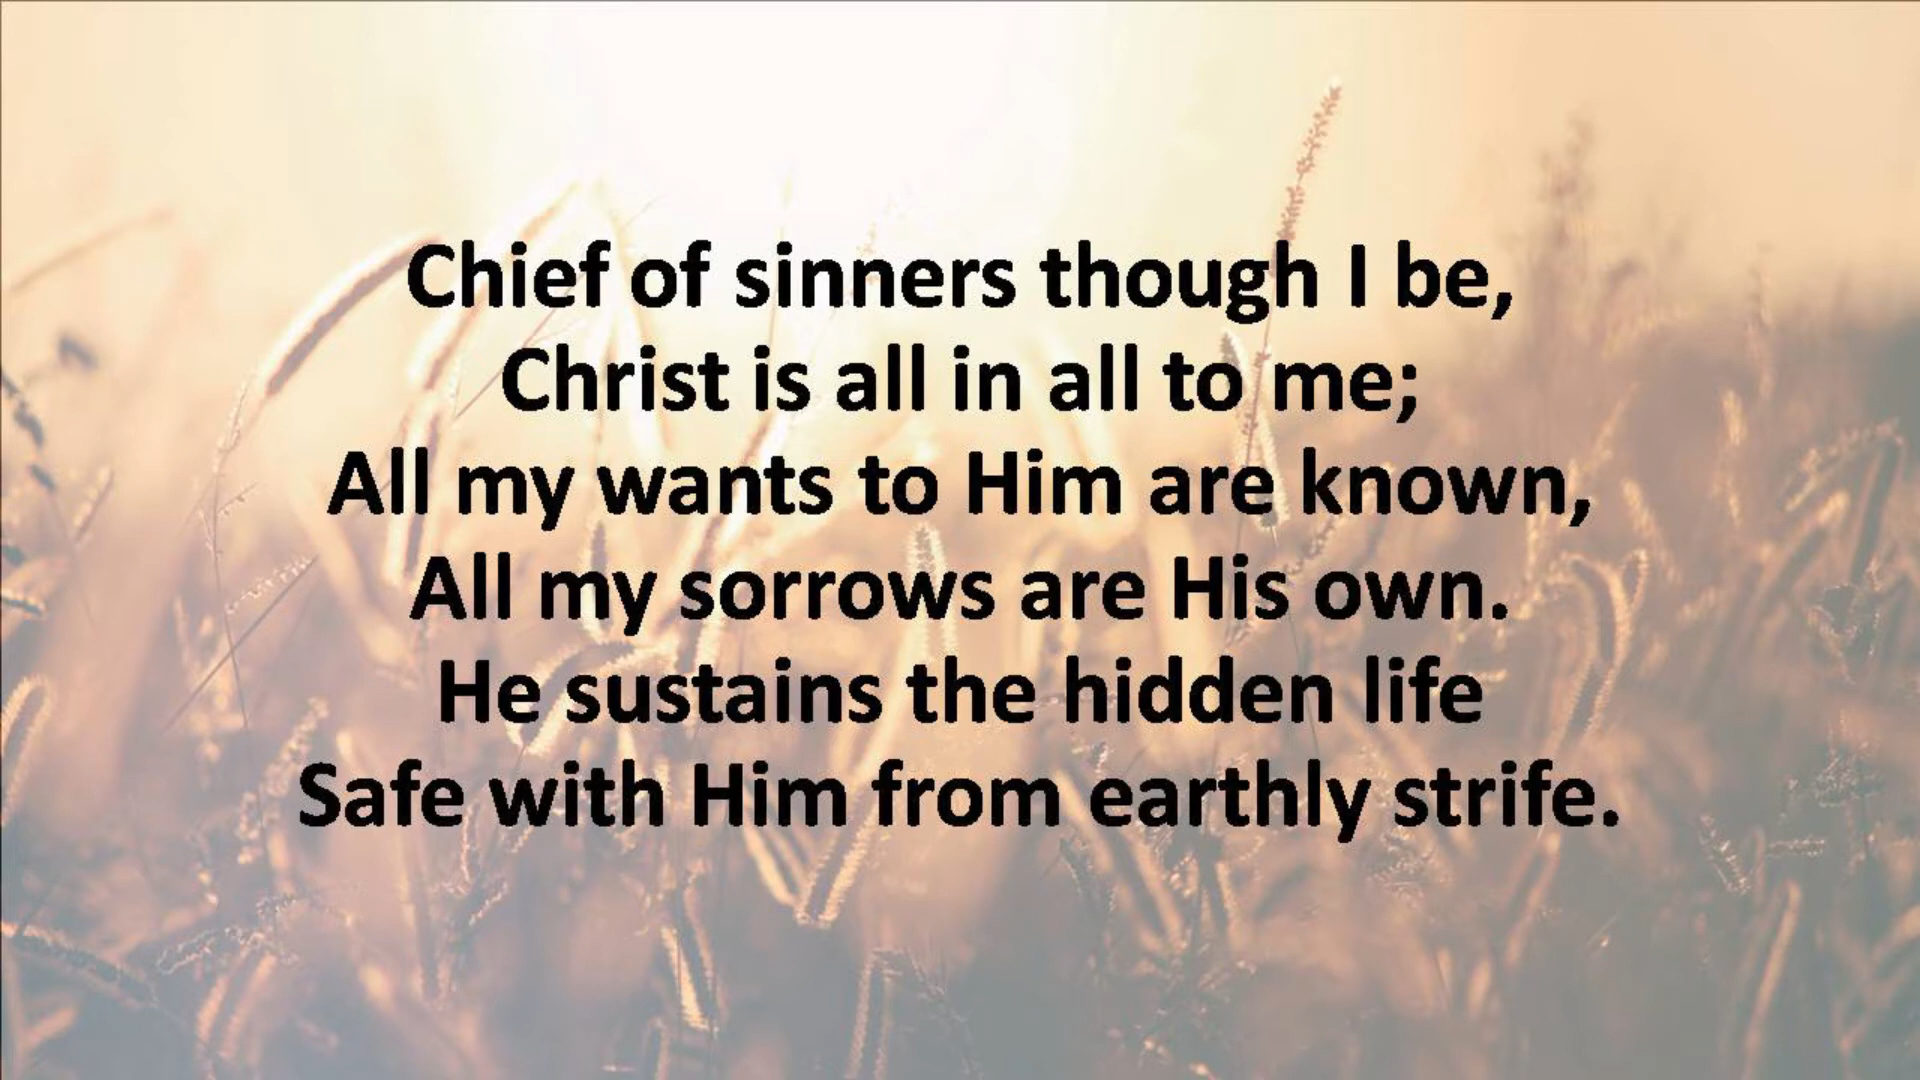 Chief of sinners though I be,
Christ is all in all to me;
All my wants to Him are known,
All my sorrows are His own.
He sustains the hidden life
Safe with Him from earthly strife.